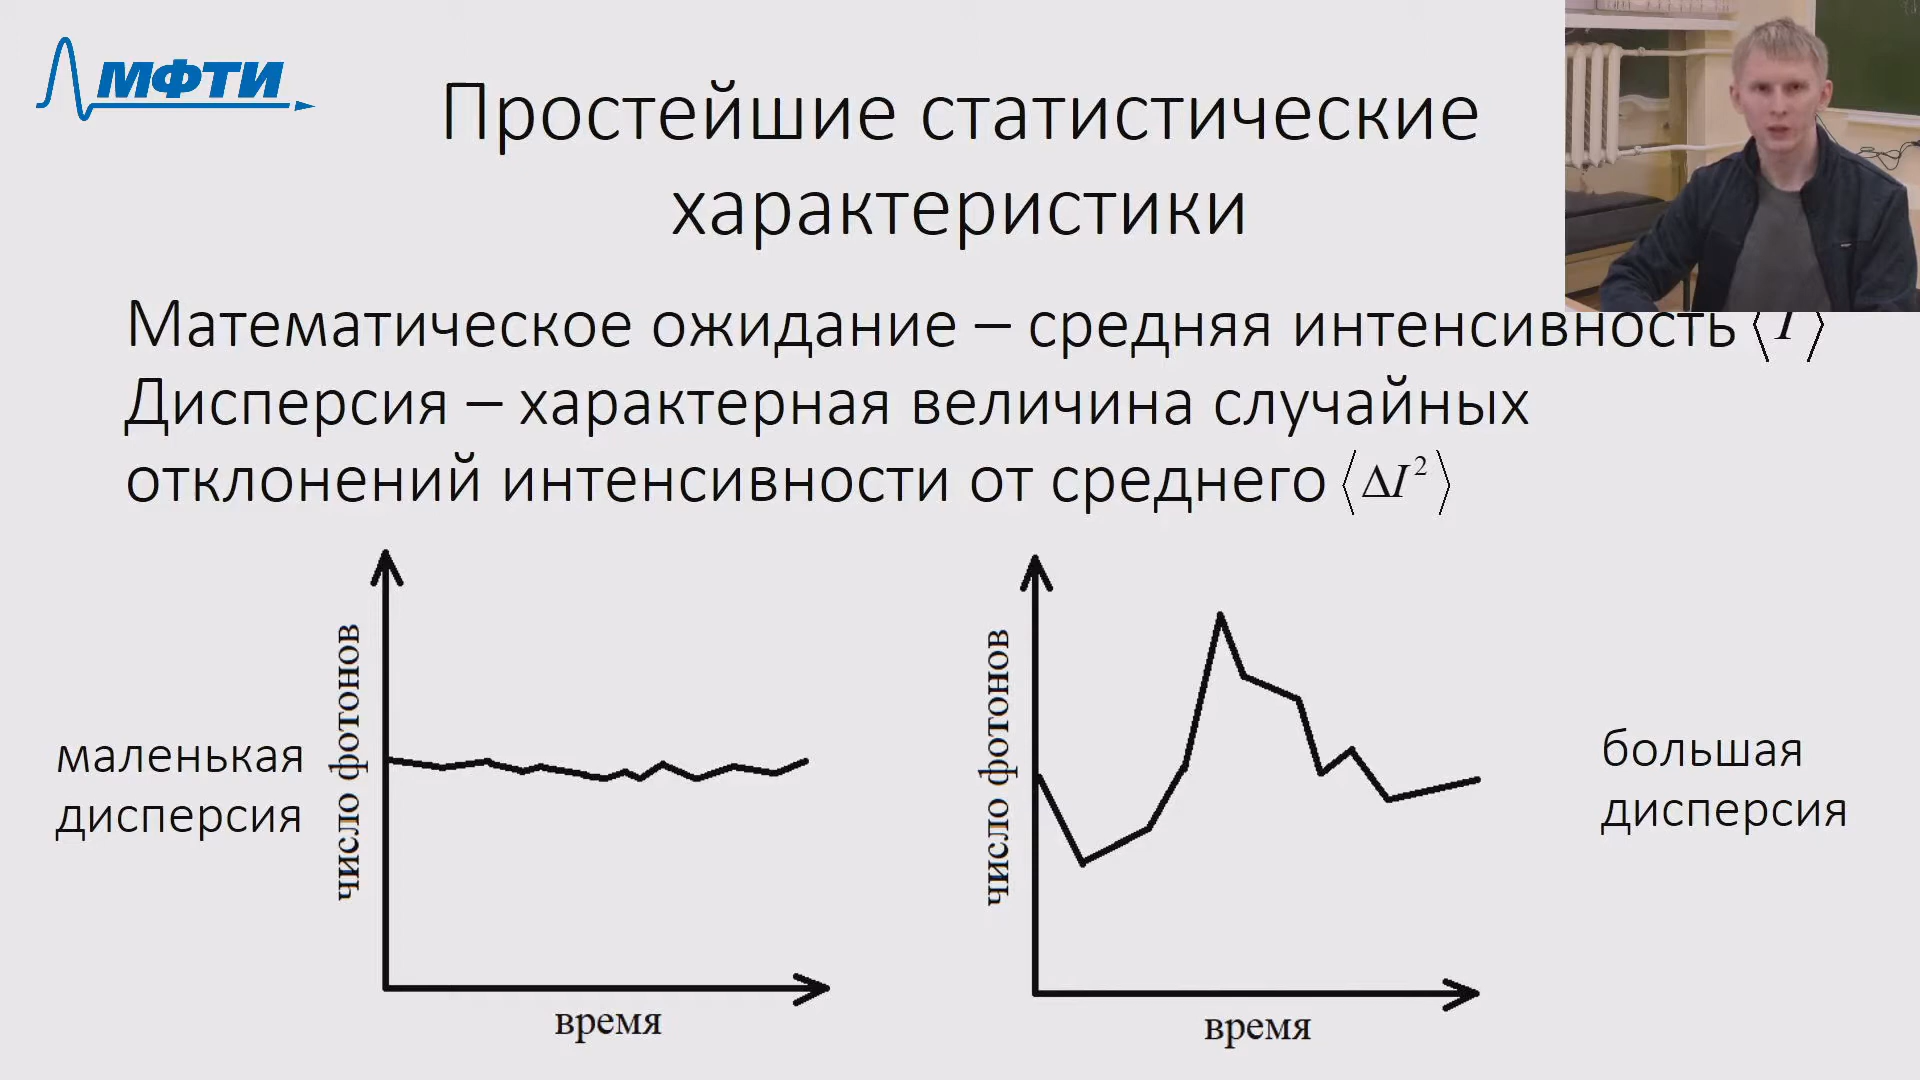 МФТИ
Простейшие статистические
характеристики
Математическое ожидание – средняя интенсивность ⟨I⟩
Дисперсия – характерная величина случайных
отклонений интенсивности от среднего ⟨ΔI²⟩
маленькая
дисперсия
число фотонов
время
число фотонов
время
большая
дисперсия